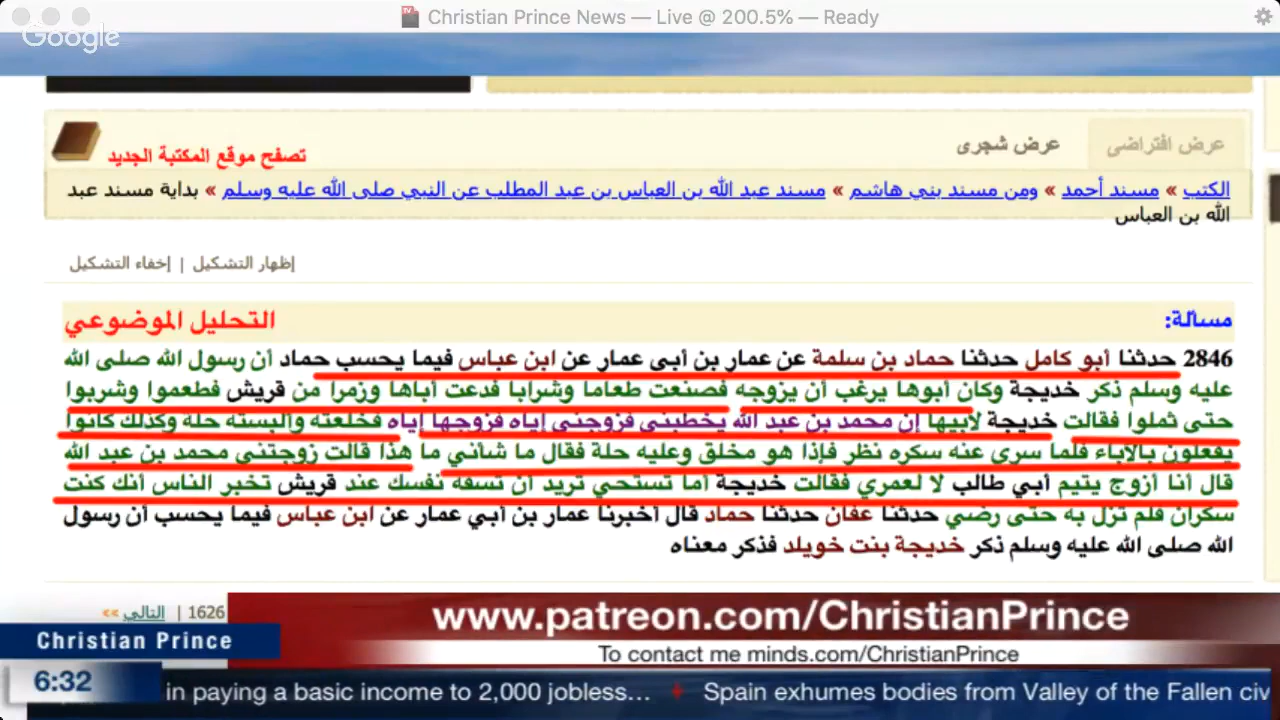 Christian Prince News — Live @ 200.5% — Ready
Google
عرض افتراضى
عرض شجرى
تصفح موقع المكتبة الجديد
الكتب » مسند أحمد » ومن مسند بني هاشم » مسند عبد الله بن العباس بن عبد المطلب عن النبي صلى الله عليه وسلم » بداية مسند عبد
الله بن العباس
إظهار التشكيل | إخفاء التشكيل
مسألة:
التحليل الموضوعي
2846 حدثنا أبو كامل حدثنا حماد بن سلمة عن عمار بن أبى عمار عن ابن عباس فيما يحسب حماد أن رسول الله صلى الله
عليه وسلم ذكر خديجة وكان أبوها يرغب أن يزوجه فصنعت طعاما وشرابا فدعت أباها وزمرا من قريش فطعموا وشربوا
حتى ثملوا فقالت خديجة لأبيها إن محمد بن عبد الله يخطبنى فزوجنى إياه فزوجها إياه فخلعته وألبسته حلة وكذلك كانوا
يفعلون بالآباء فلما سرى عنه سكره نظر فإذا هو مخلق وعليه حلة فقال ما شأني ما هذا قالت زوجتنى محمد بن عبد الله
قال أنا أزوج يتيم أبي طالب لا لعمري فقالت خديجة أما تستحي تريد أن تسفه نفسك عند قريش تخبر الناس أنك كنت
سكران فلم تزل به حتى رضي حدثنا عفان حدثنا حماد قال أخبرنا عمار بن أبي عمار عن ابن عباس فيما يحسب أن رسول
الله صلى الله عليه وسلم ذكر خديجة بنت خويلد فذكر معناه
1626 | التالي >>
www.patreon.com/ChristianPrince
Christian Prince
To contact me minds.com/ChristianPrince
6:32
in paying a basic income to 2,000 jobless... Spain exhumes bodies from Valley of the Fallen civ